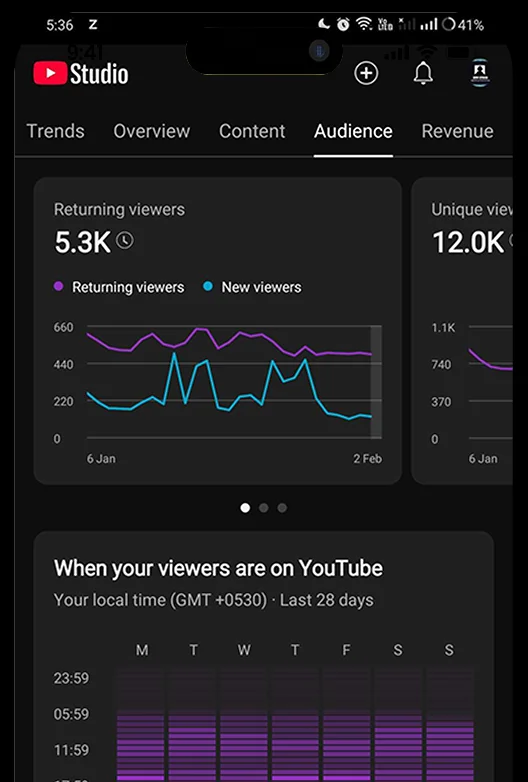 5:36 Z Vo LTE 41%
9:41
Studio
Trends Overview Content Audience Revenue
Returning viewers
5.3K
Returning viewers New viewers
660
440
220
0
6 Jan 2 Feb
Unique
12.0K
1.1K
740
370
0
6 Jan
When your viewers are on YouTube
Your local time (GMT +0530) · Last 28 days
M T W T F S S
23:59
05:59
11:59